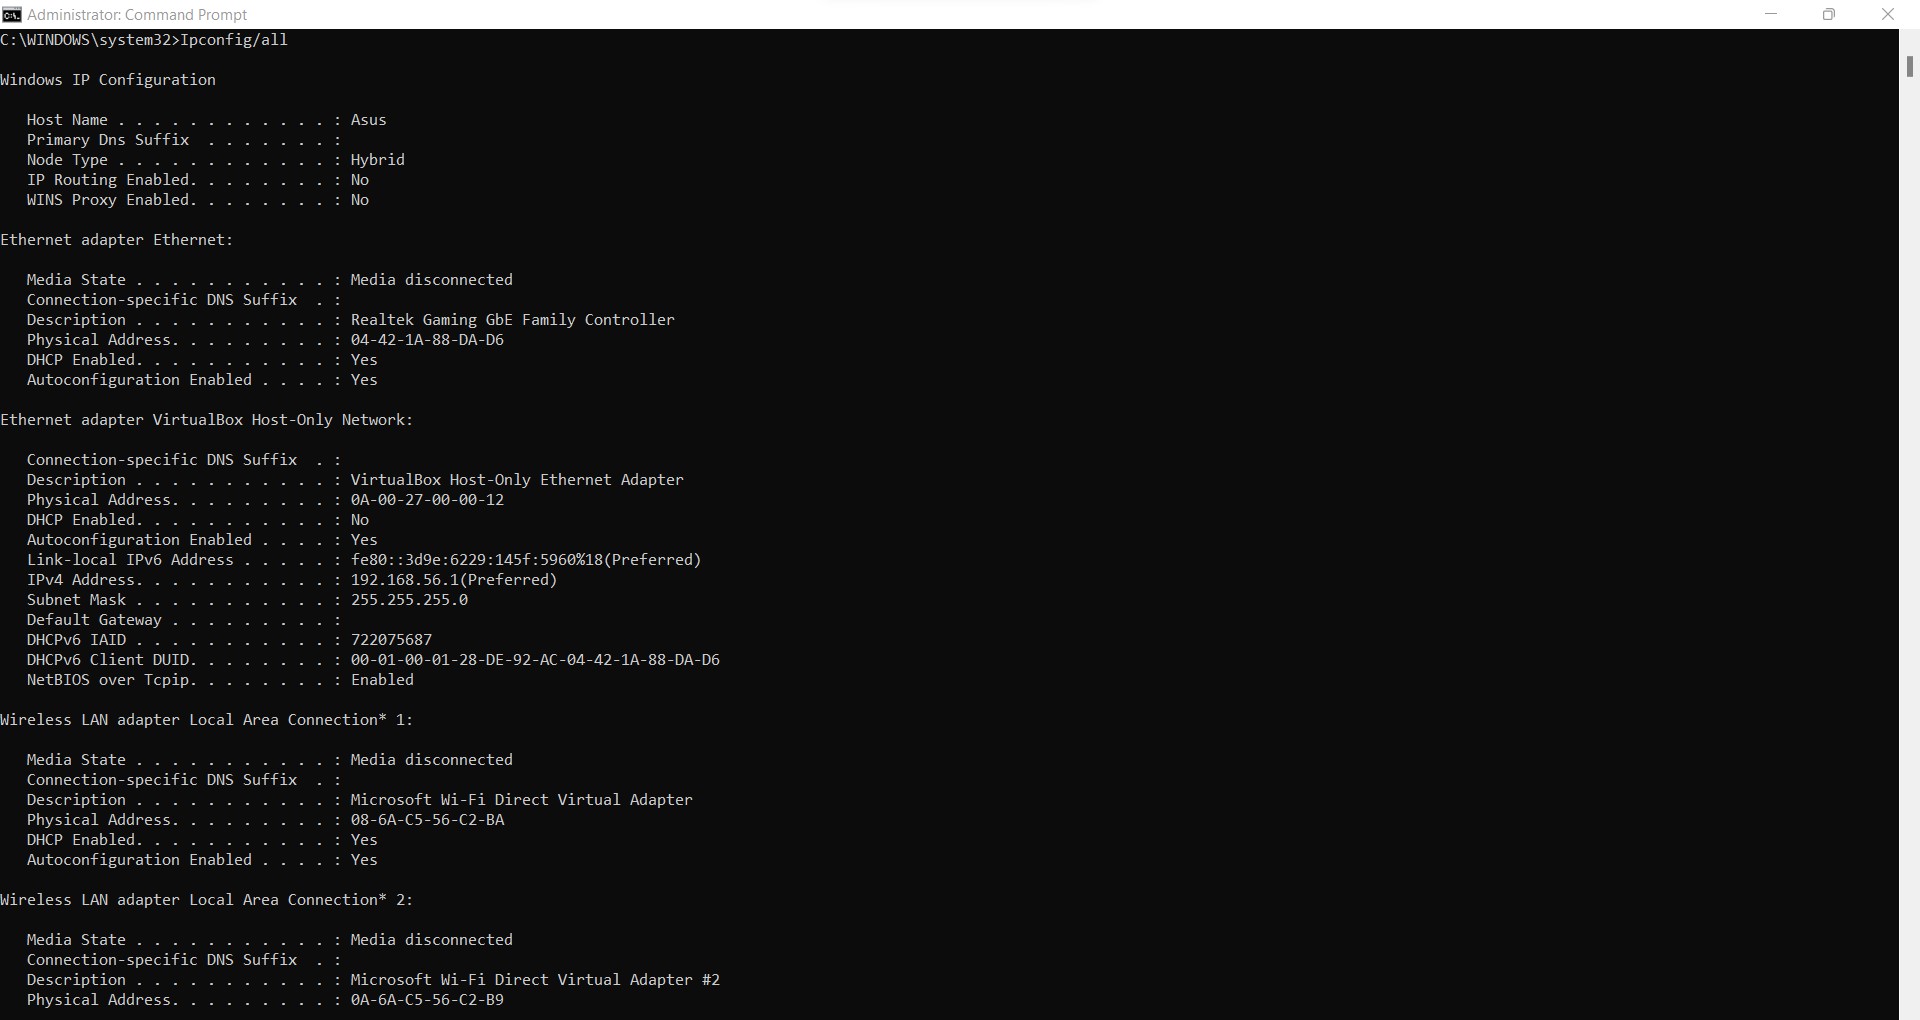 Administrator: Command Prompt
C:\WINDOWS\system32>Ipconfig/all
Windows IP Configuration
Host Name . . . . . . . . . . . . : Asus
Primary Dns Suffix  . . . . . . . :
Node Type . . . . . . . . . . . . : Hybrid
IP Routing Enabled. . . . . . . . : No
WINS Proxy Enabled. . . . . . . . : No
Ethernet adapter Ethernet:
Media State . . . . . . . . . . . : Media disconnected
Connection-specific DNS Suffix  . :
Description . . . . . . . . . . . : Realtek Gaming GbE Family Controller
Physical Address. . . . . . . . . : 04-42-1A-88-DA-D6
DHCP Enabled. . . . . . . . . . . : Yes
Autoconfiguration Enabled . . . . : Yes
Ethernet adapter VirtualBox Host-Only Network:
Connection-specific DNS Suffix  . :
Description . . . . . . . . . . . : VirtualBox Host-Only Ethernet Adapter
Physical Address. . . . . . . . . : 0A-00-27-00-00-12
DHCP Enabled. . . . . . . . . . . : No
Autoconfiguration Enabled . . . . : Yes
Link-local IPv6 Address . . . . . : fe80::3d9e:6229:145f:5960%18(Preferred)
IPv4 Address. . . . . . . . . . . : 192.168.56.1(Preferred)
Subnet Mask . . . . . . . . . . . : 255.255.255.0
Default Gateway . . . . . . . . . :
DHCPv6 IAID . . . . . . . . . . . : 722075687
DHCPv6 Client DUID. . . . . . . . : 00-01-00-01-28-DE-92-AC-04-42-1A-88-DA-D6
NetBIOS over Tcpip. . . . . . . . : Enabled
Wireless LAN adapter Local Area Connection* 1:
Media State . . . . . . . . . . . : Media disconnected
Connection-specific DNS Suffix  . :
Description . . . . . . . . . . . : Microsoft Wi-Fi Direct Virtual Adapter
Physical Address. . . . . . . . . : 08-6A-C5-56-C2-BA
DHCP Enabled. . . . . . . . . . . : Yes
Autoconfiguration Enabled . . . . : Yes
Wireless LAN adapter Local Area Connection* 2:
Media State . . . . . . . . . . . : Media disconnected
Connection-specific DNS Suffix  . :
Description . . . . . . . . . . . : Microsoft Wi-Fi Direct Virtual Adapter #2
Physical Address. . . . . . . . . : 0A-6A-C5-56-C2-B9